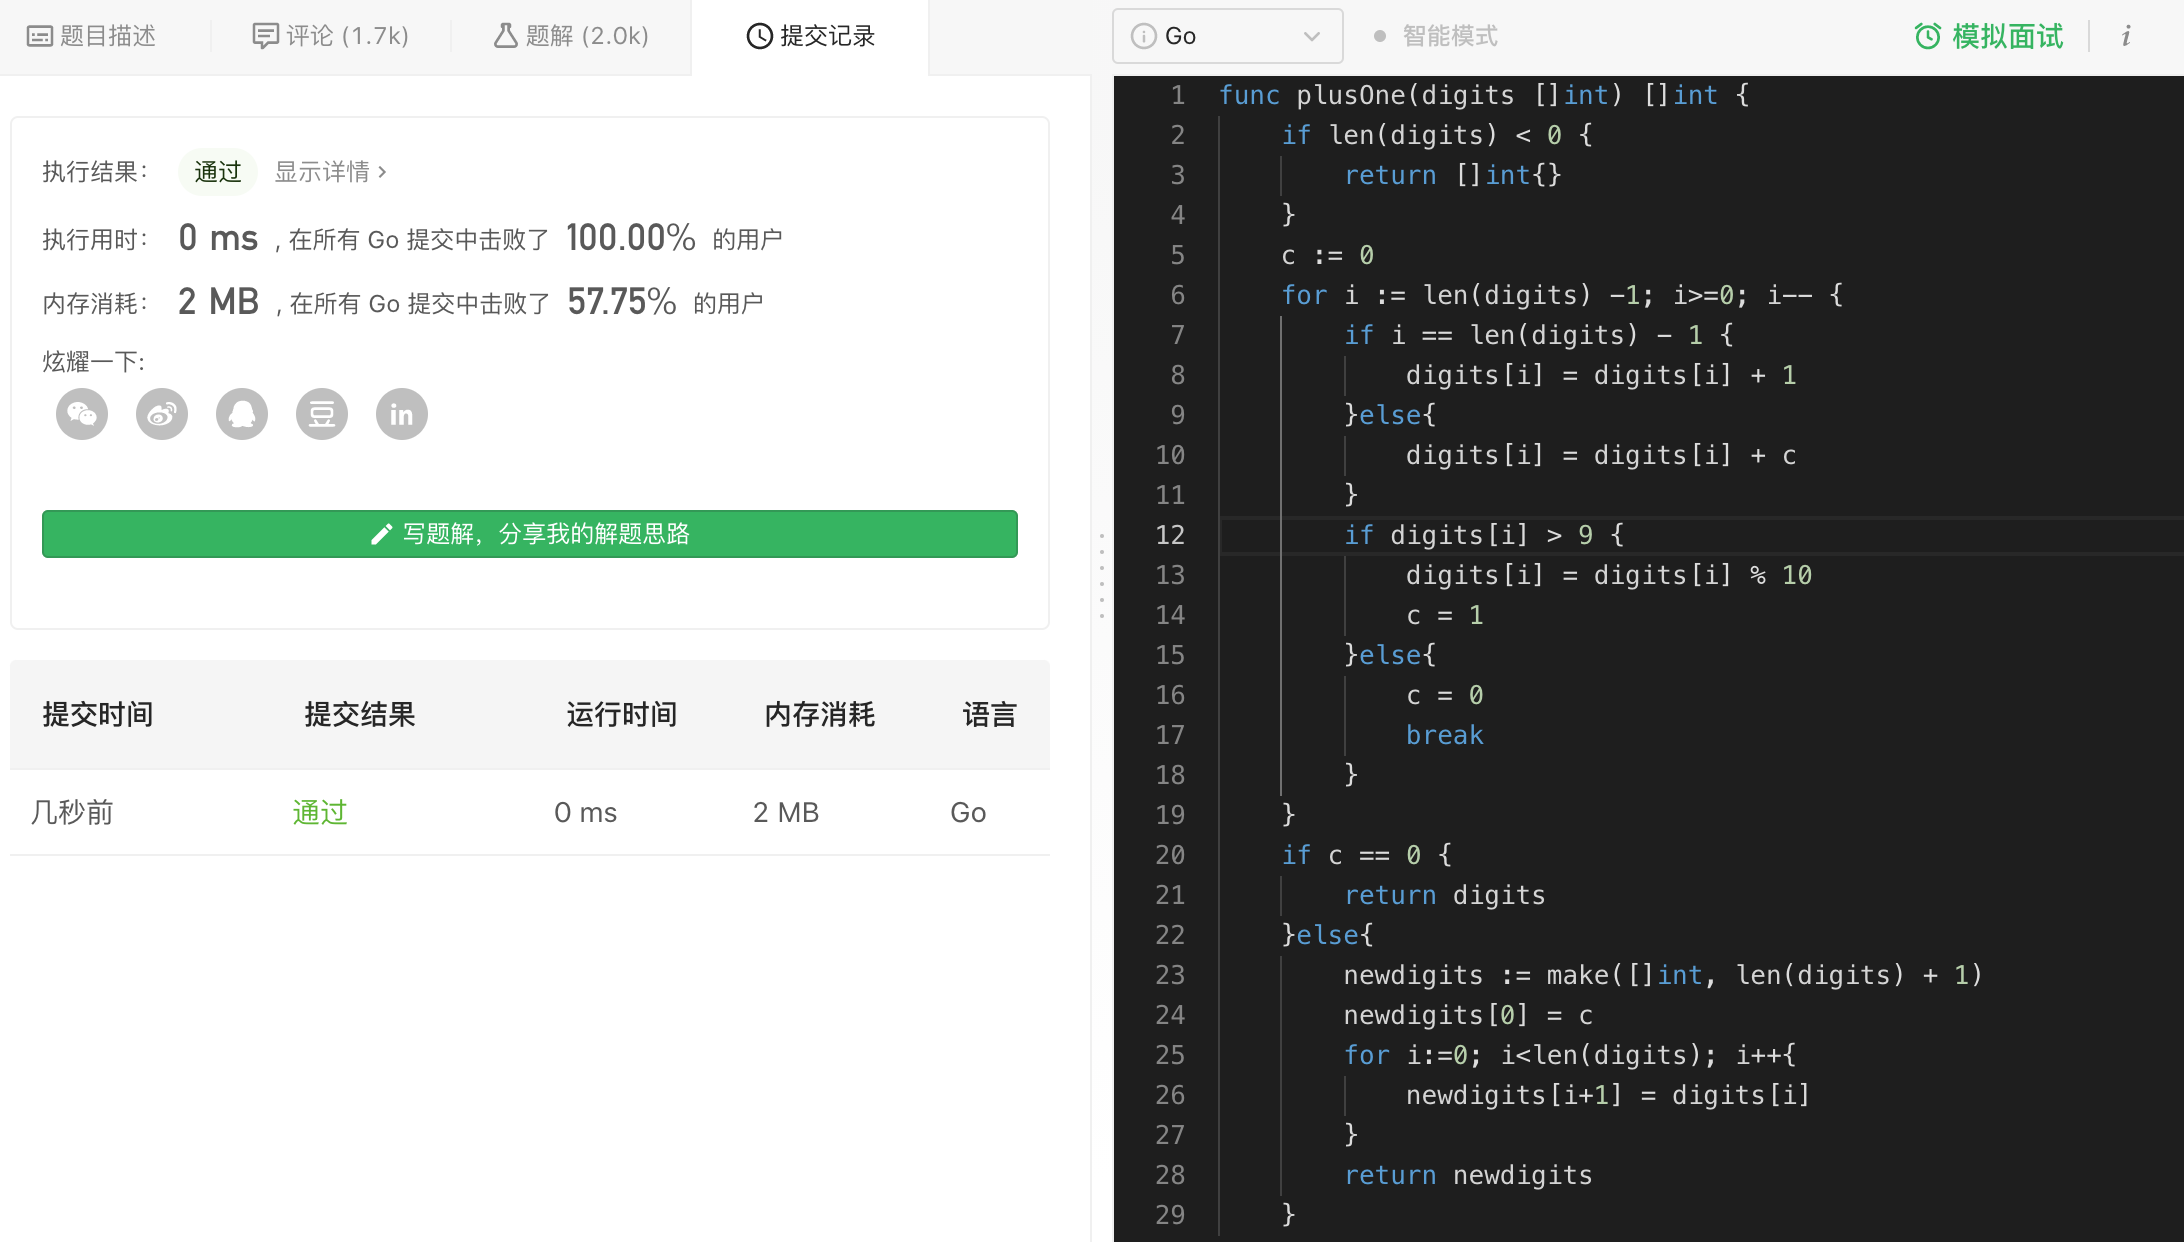 题目描述
评论 (1.7k)
题解 (2.0k)
提交记录
执行结果：
通过
显示详情 ›
执行用时：
0 ms ，在所有 Go 提交中击败了 100.00% 的用户
内存消耗：
2 MB ，在所有 Go 提交中击败了 57.75% 的用户
炫耀一下:
豆
in
写题解，分享我的解题思路
提交时间 提交结果 运行时间 内存消耗 语言
几秒前 通过 0 ms 2 MB Go
i Go
智能模式
模拟面试
i
1 func plusOne(digits []int) []int {
2     if len(digits) < 0 {
3         return []int{}
4     }
5     c := 0
6     for i := len(digits) -1; i>=0; i-- {
7         if i == len(digits) - 1 {
8             digits[i] = digits[i] + 1
9         }else{
10             digits[i] = digits[i] + c
11         }
12         if digits[i] > 9 {
13             digits[i] = digits[i] % 10
14             c = 1
15         }else{
16             c = 0
17             break
18         }
19     }
20     if c == 0 {
21         return digits
22     }else{
23         newdigits := make([]int, len(digits) + 1)
24         newdigits[0] = c
25         for i:=0; i<len(digits); i++{
26             newdigits[i+1] = digits[i]
27         }
28         return newdigits
29     }